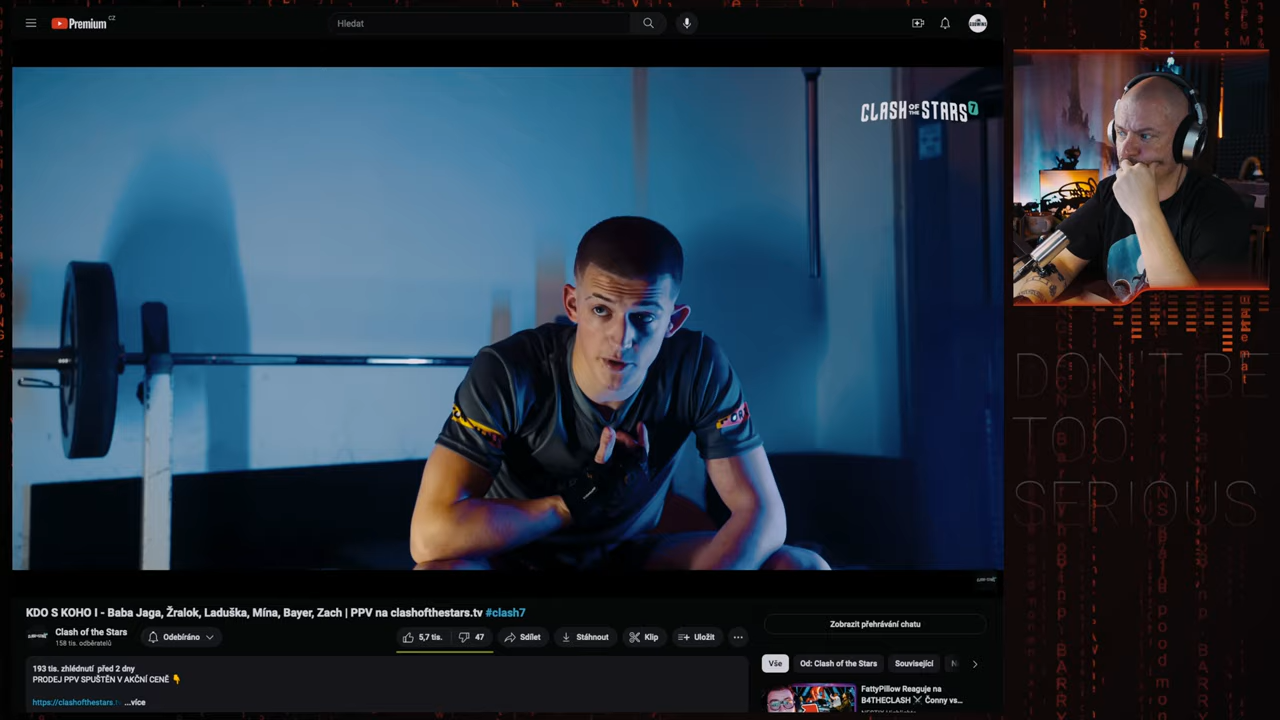 Premium CZ
Hledat
CLASH OF THE STARS 7
KDO S KOHO I - Baba Jaga, Žralok, Laduška, Mína, Bayer, Zach | PPV na clashofthestars.tv #clash7
Clash of the Stars
158 tis. odběratelů
Odebíráno
5,7 tis.
47
Sdílet
Stáhnout
Klip
Uložit
193 tis. zhlédnutí před 2 dny
PRODEJ PPV SPUŠTĚN V AKČNÍ CENĚ 👇
https://clashofthestars.
...více
Zobrazit přehrávání chatu
Vše
Od: Clash of the Stars
Související
FattyPillow Reaguje na
B4THECLASH ⚔️ Čonny vs...
DON'T BE
TOO
SERIOUS